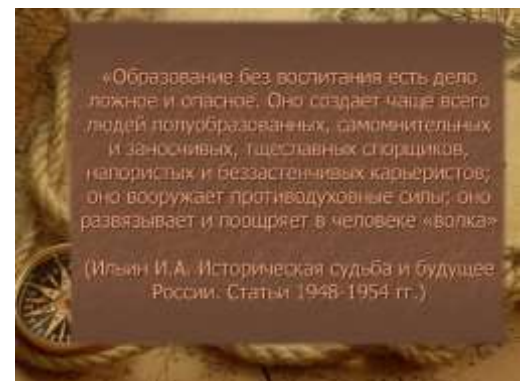 «Образование без воспитания есть дело
ложное и опасное. Оно создает чаще всего
людей полуобразованных, самомнительных
и заносчивых, тщеславных спорщиков,
напористых и беззастенчивых карьеристов;
оно вооружает противодуховные силы; оно
развязывает и поощряет в человеке «волка»
(Ильин И.А. Историческая судьба и будущее
России. Статьи 1948-1954 гг.)